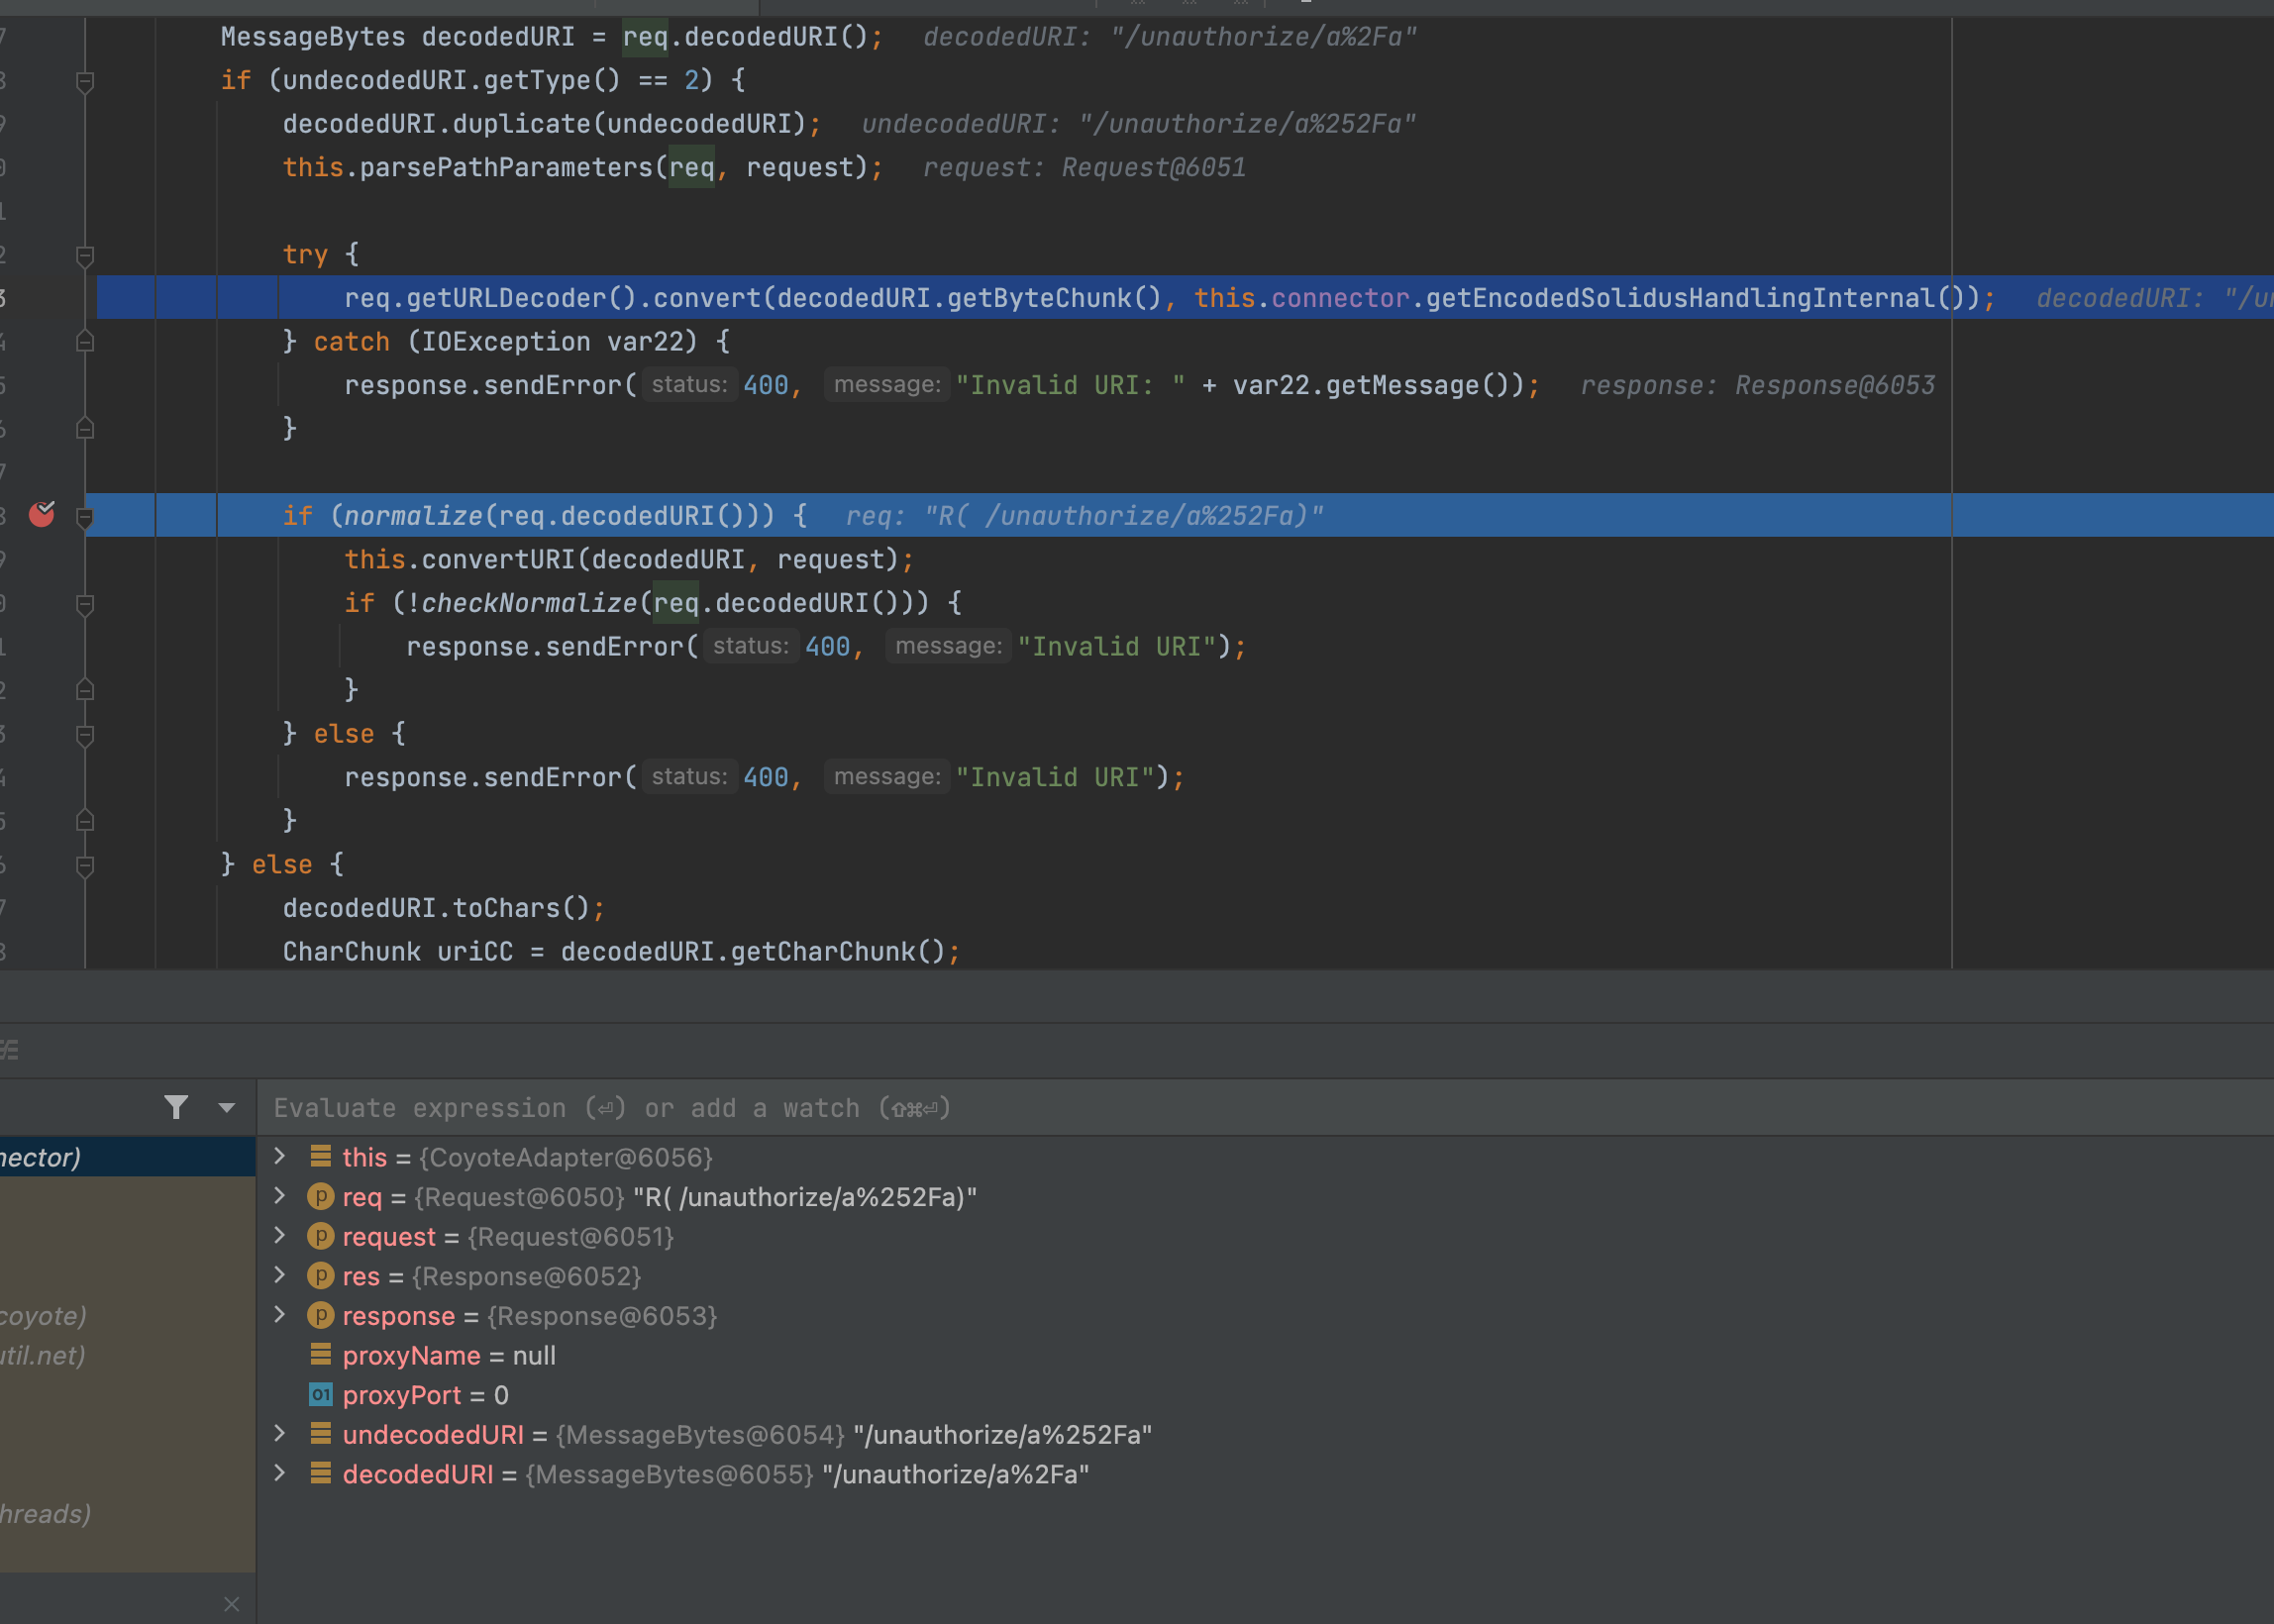 MessageBytes decodedURI = req.decodedURI();   decodedURI: "/unauthorize/a%2Fa"
if (undecodedURI.getType() == 2) {
decodedURI.duplicate(undecodedURI);   undecodedURI: "/unauthorize/a%252Fa"
this.parsePathParameters(req, request);   request: Request@6051
try {
req.getURLDecoder().convert(decodedURI.getByteChunk(), this.connector.getEncodedSolidusHandlingInternal());   decodedURI: "/u
} catch (IOException var22) {
response.sendError( status: 400,  message: "Invalid URI: " + var22.getMessage());   response: Response@6053
}
if (normalize(req.decodedURI())) {   req: "R( /unauthorize/a%252Fa)"
this.convertURI(decodedURI, request);
if (!checkNormalize(req.decodedURI())) {
response.sendError( status: 400,  message: "Invalid URI");
}
} else {
response.sendError( status: 400,  message: "Invalid URI");
}
} else {
decodedURI.toChars();
CharChunk uriCC = decodedURI.getCharChunk();
Evaluate expression (⏎) or add a watch (⇧⌘⏎)
nector)
this = {CoyoteAdapter@6056}
req = {Request@6050} "R( /unauthorize/a%252Fa)"
request = {Request@6051}
res = {Response@6052}
coyote)
response = {Response@6053}
util.net)
proxyName = null
01 proxyPort = 0
undecodedURI = {MessageBytes@6054} "/unauthorize/a%252Fa"
decodedURI = {MessageBytes@6055} "/unauthorize/a%2Fa"
hreads)